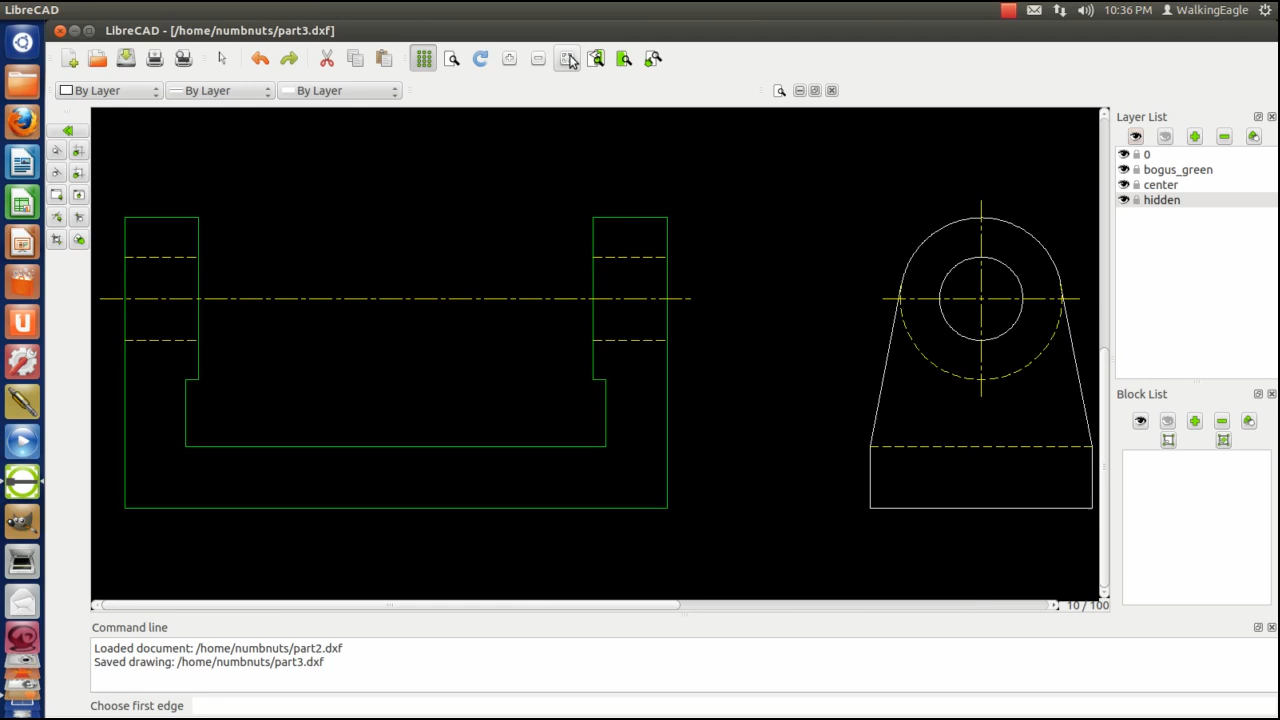 LibreCAD
10:36 PM
WalkingEagle
LibreCAD - [/home/numbnuts/part3.dxf]
By Layer
By Layer
By Layer
Layer List
0
bogus_green
center
hidden
Block List
10 / 100
Command line
Loaded document: /home/numbnuts/part2.dxf
Saved drawing: /home/numbnuts/part3.dxf
Choose first edge